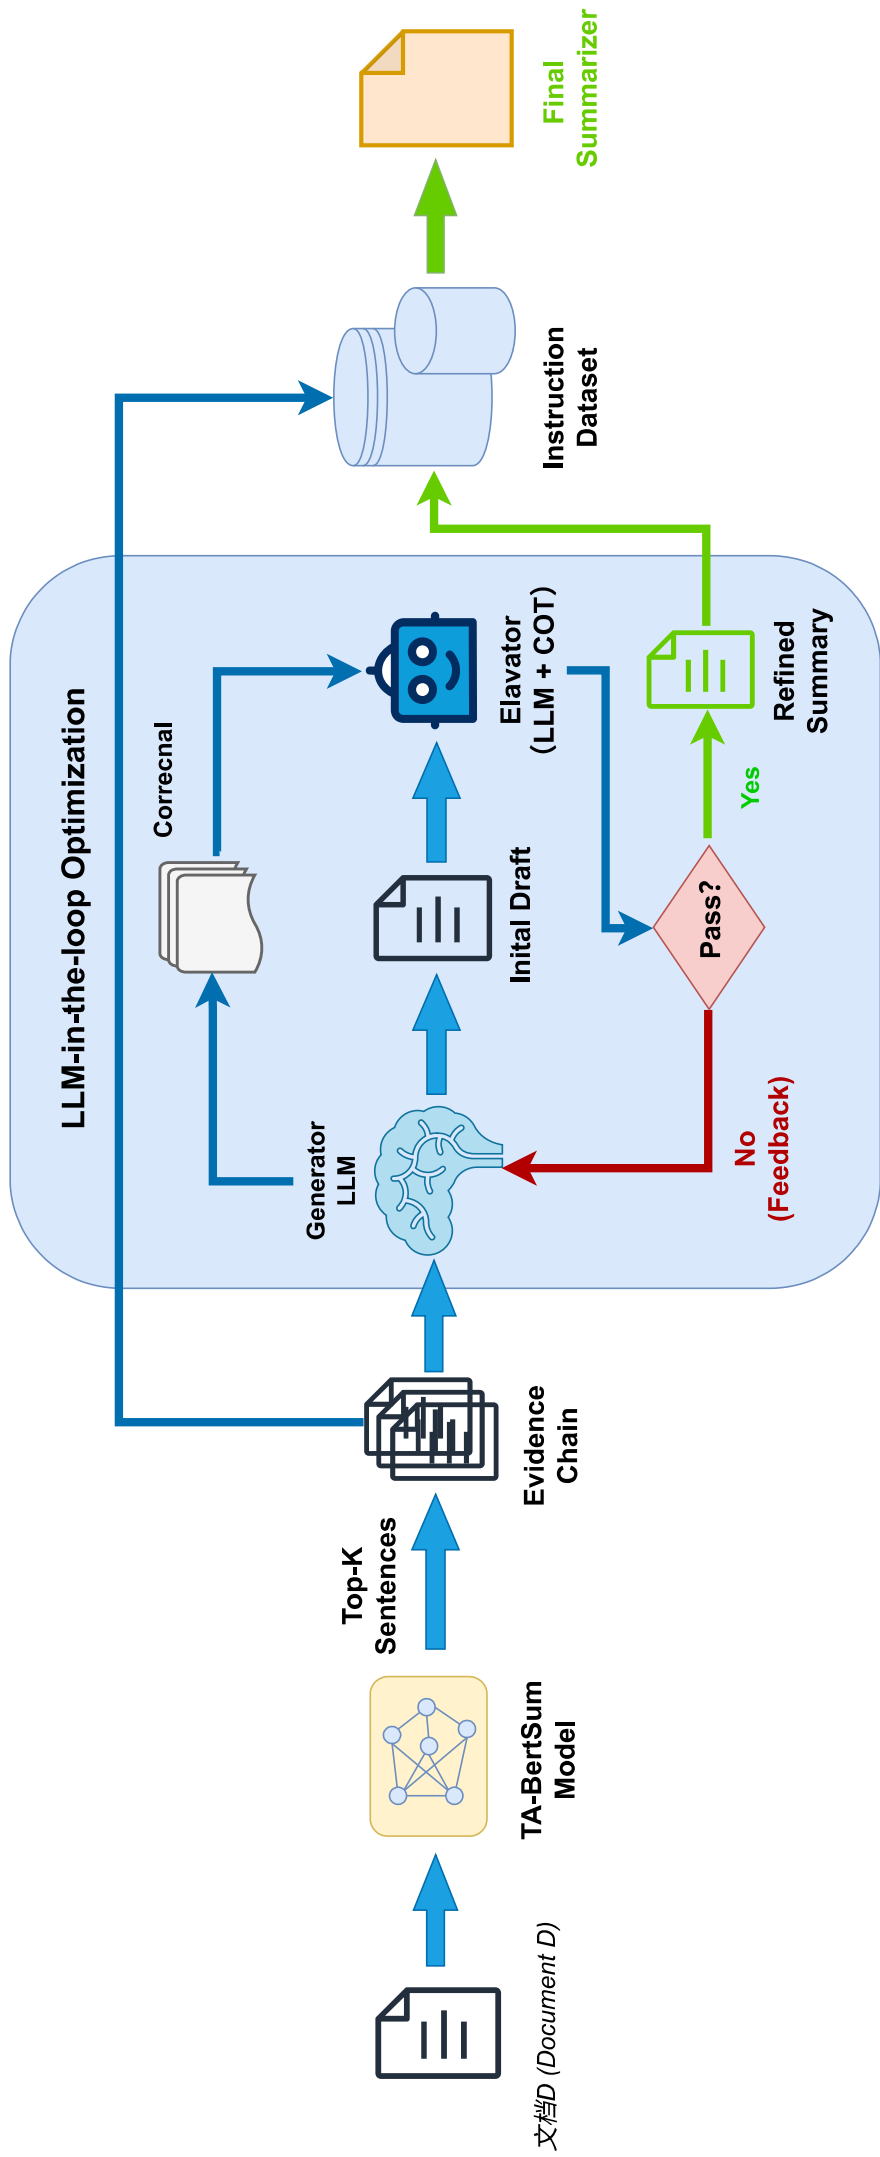 文档D (Document D)
TA-BertSum
Model
Top-K
Sentences
Evidence
Chain
LLM-in-the-loop Optimization
Generator
LLM
Correcnal
Inital Draft
Elavator
(LLM + COT)
Pass?
No
(Feedback)
Yes
Refined
Summary
Instruction
Dataset
Final
Summarizer